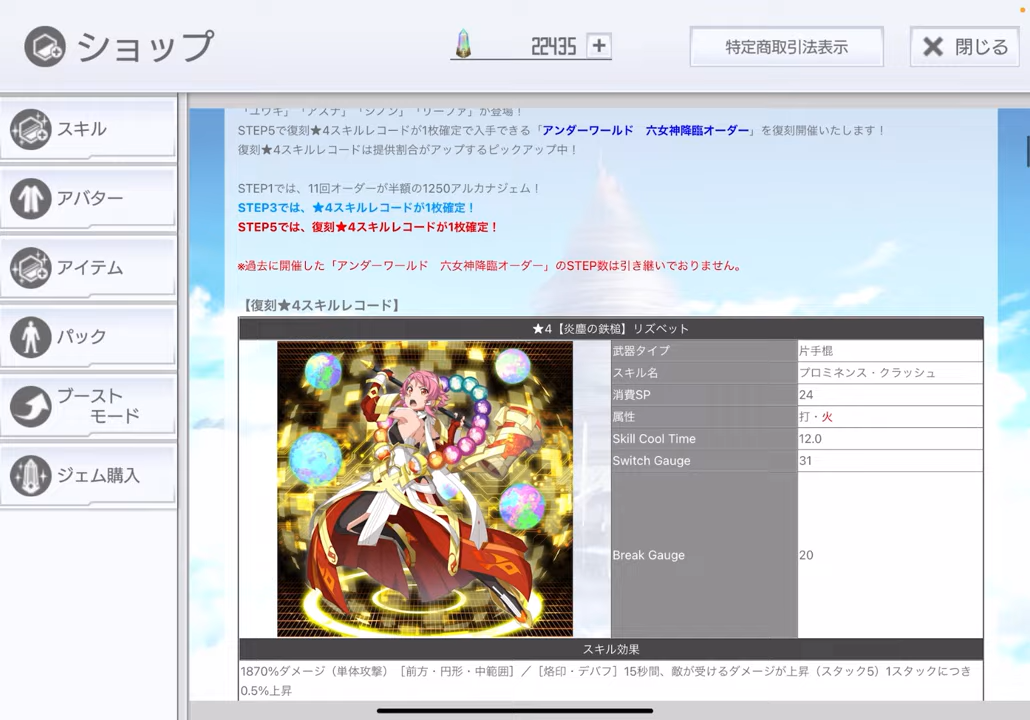 ショップ
22435
特定商取引法表示
閉じる
スキル
アバター
アイテム
パック
ブースト
モード
ジェム購入
「ユウキ」「アスナ」「シノン」「リーファ」が登場！
STEP5で復刻★4スキルレコードが1枚確定で入手できる「アンダーワールド　六女神降臨オーダー」を復刻開催いたします！
復刻★4スキルレコードは提供割合がアップするピックアップ中！
STEP1では、11回オーダーが半額の1250アルカナジェム！
STEP3では、★4スキルレコードが1枚確定！
STEP5では、復刻★4スキルレコードが1枚確定！
※過去に開催した「アンダーワールド　六女神降臨オーダー」のSTEP数は引き継いでおりません。
【復刻★4スキルレコード】
★4【炎塵の鉄槌】リズベット
武器タイプ 片手棍
スキル名 プロミネンス・クラッシュ
消費SP 24
属性 打・火
Skill Cool Time 12.0
Switch Gauge 31
Break Gauge 20
スキル効果
1870%ダメージ（単体攻撃）［前方・円形・中範囲］／［烙印・デバフ］15秒間、敵が受けるダメージが上昇（スタック5）1スタックにつき
0.5%上昇